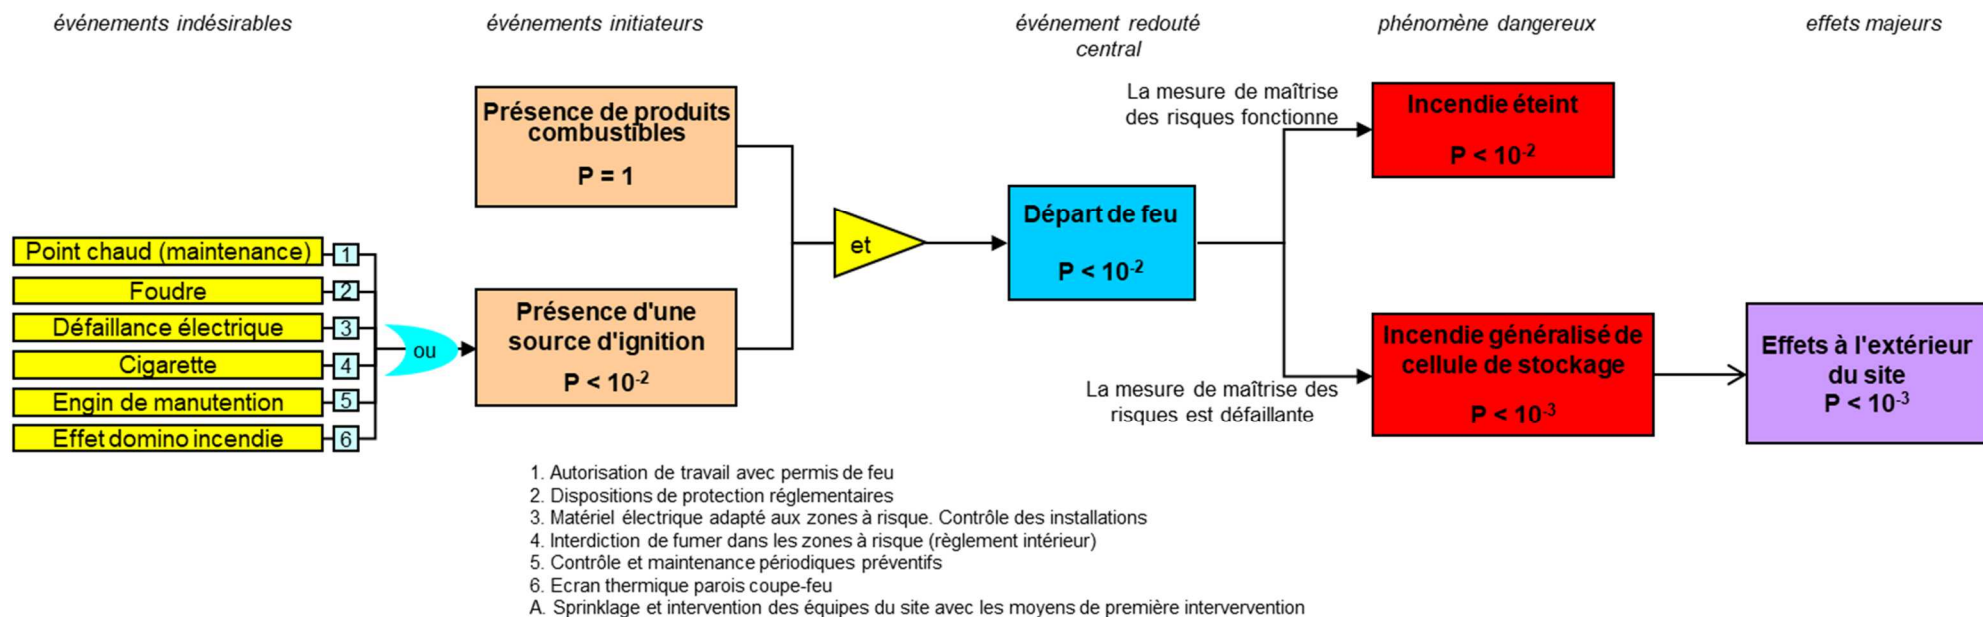 événements indésirables
événements initiateurs
événement redouté
central
phénomène dangereux
effets majeurs
La mesure de maîtrise
des risques fonctionne
Présence de produits
combustibles
P = 1
Incendie éteint
P < 10⁻²
Départ de feu
P < 10⁻²
et
Point chaud (maintenance) 1
Foudre 2
Défaillance électrique 3
Cigarette 4
Engin de manutention 5
Effet domino incendie 6
ou
Présence d'une
source d'ignition
P < 10⁻²
La mesure de maîtrise des
risques est défaillante
Incendie généralisé de
cellule de stockage
P < 10⁻³
Effets à l'extérieur
du site
P < 10⁻³
1. Autorisation de travail avec permis de feu
2. Dispositions de protection réglementaires
3. Matériel électrique adapté aux zones à risque. Contrôle des installations
4. Interdiction de fumer dans les zones à risque (règlement intérieur)
5. Contrôle et maintenance périodiques préventifs
6. Ecran thermique parois coupe-feu
A. Sprinklage et intervention des équipes du site avec les moyens de première intervervention